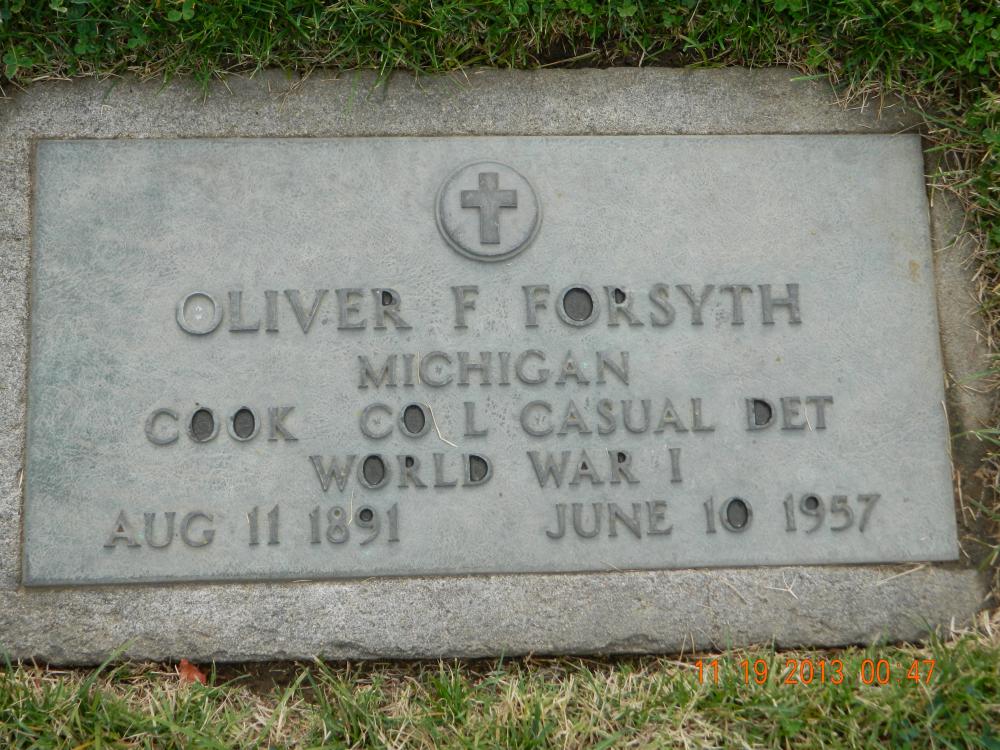 OLIVER F FORSYTH
MICHIGAN
COOK CO L CASUAL DET
WORLD WAR I
AUG 11 1891 JUNE 10 1957
11 19 2013 00 47